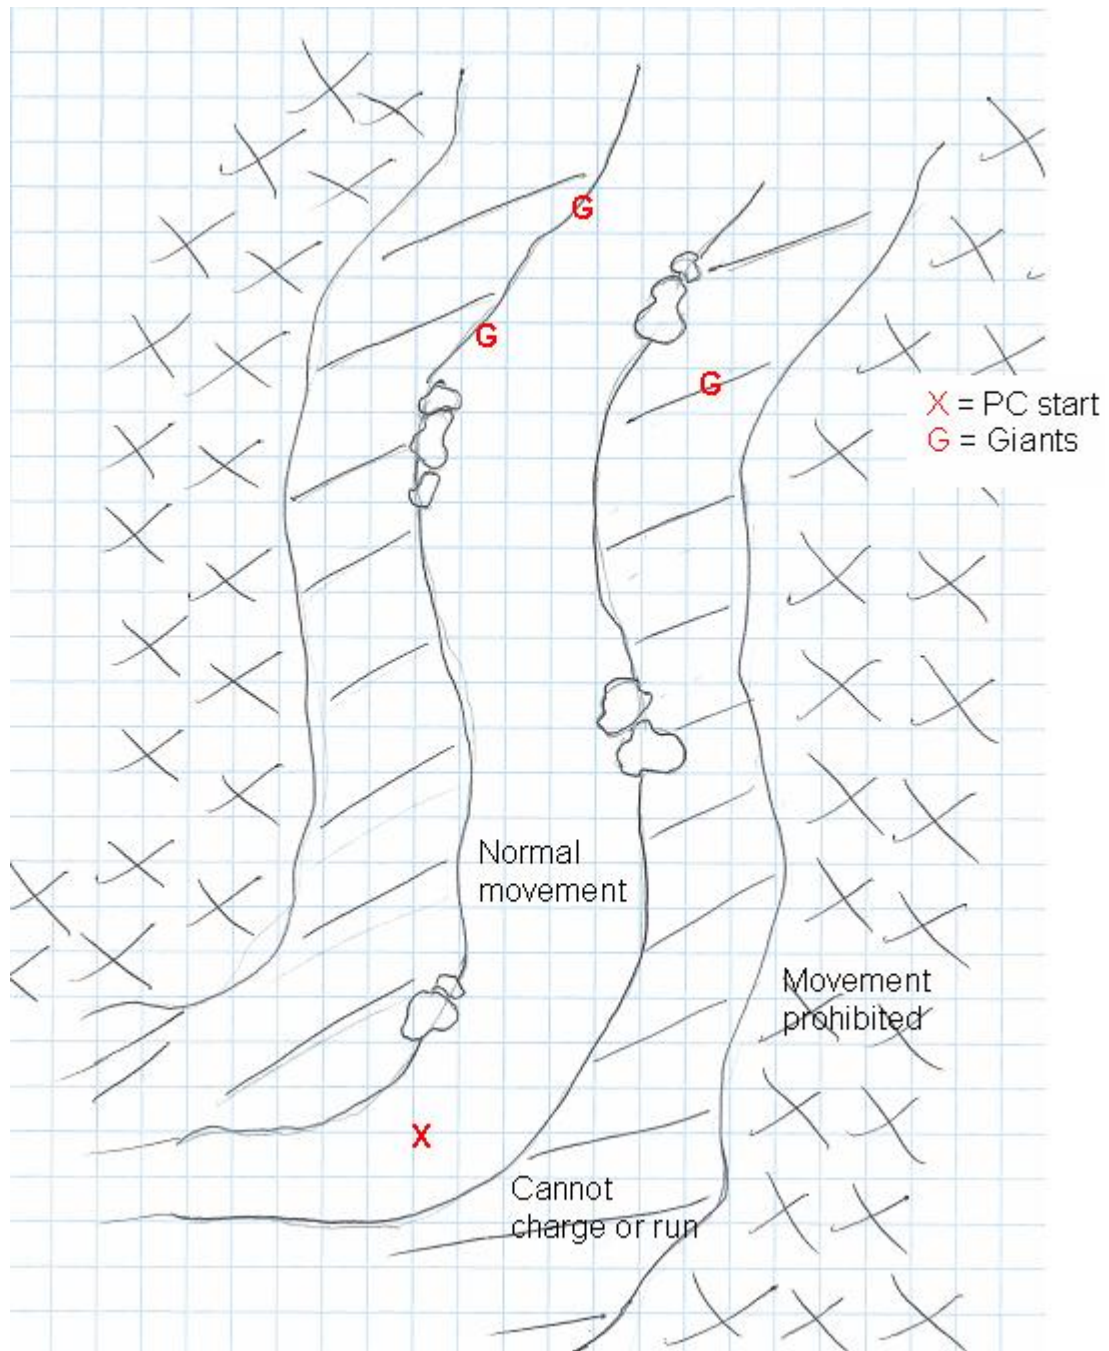 G
G
G
X = PC start
G = Giants
Normal
movement
Movement
prohibited
X
Cannot
charge or run